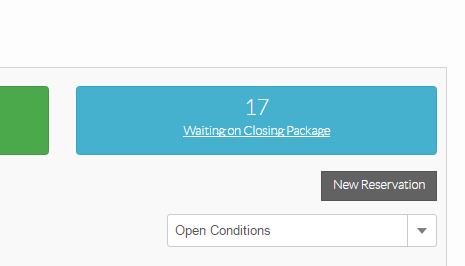 17
Waiting on Closing Package
New Reservation
Open Conditions